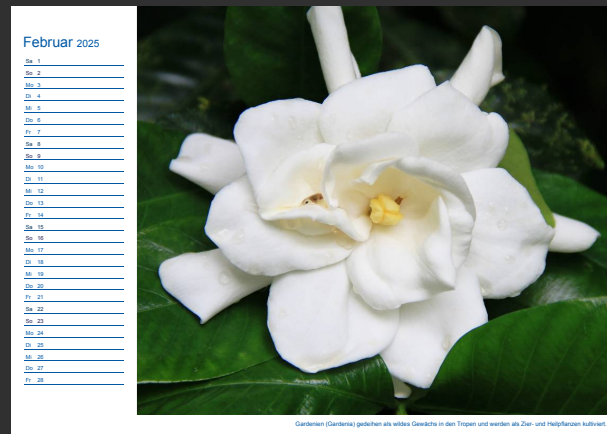 Februar 2025
Sa 1
So 2
Mo 3
Di 4
Mi 5
Do 6
Fr 7
Sa 8
So 9
Mo 10
Di 11
Mi 12
Do 13
Fr 14
Sa 15
So 16
Mo 17
Di 18
Mi 19
Do 20
Fr 21
Sa 22
So 23
Mo 24
Di 25
Mi 26
Do 27
Fr 28
Gardenien (Gardenia) gedeihen als wildes Gewächs in den Tropen und werden als Zier- und Heilpflanzen kultiviert.